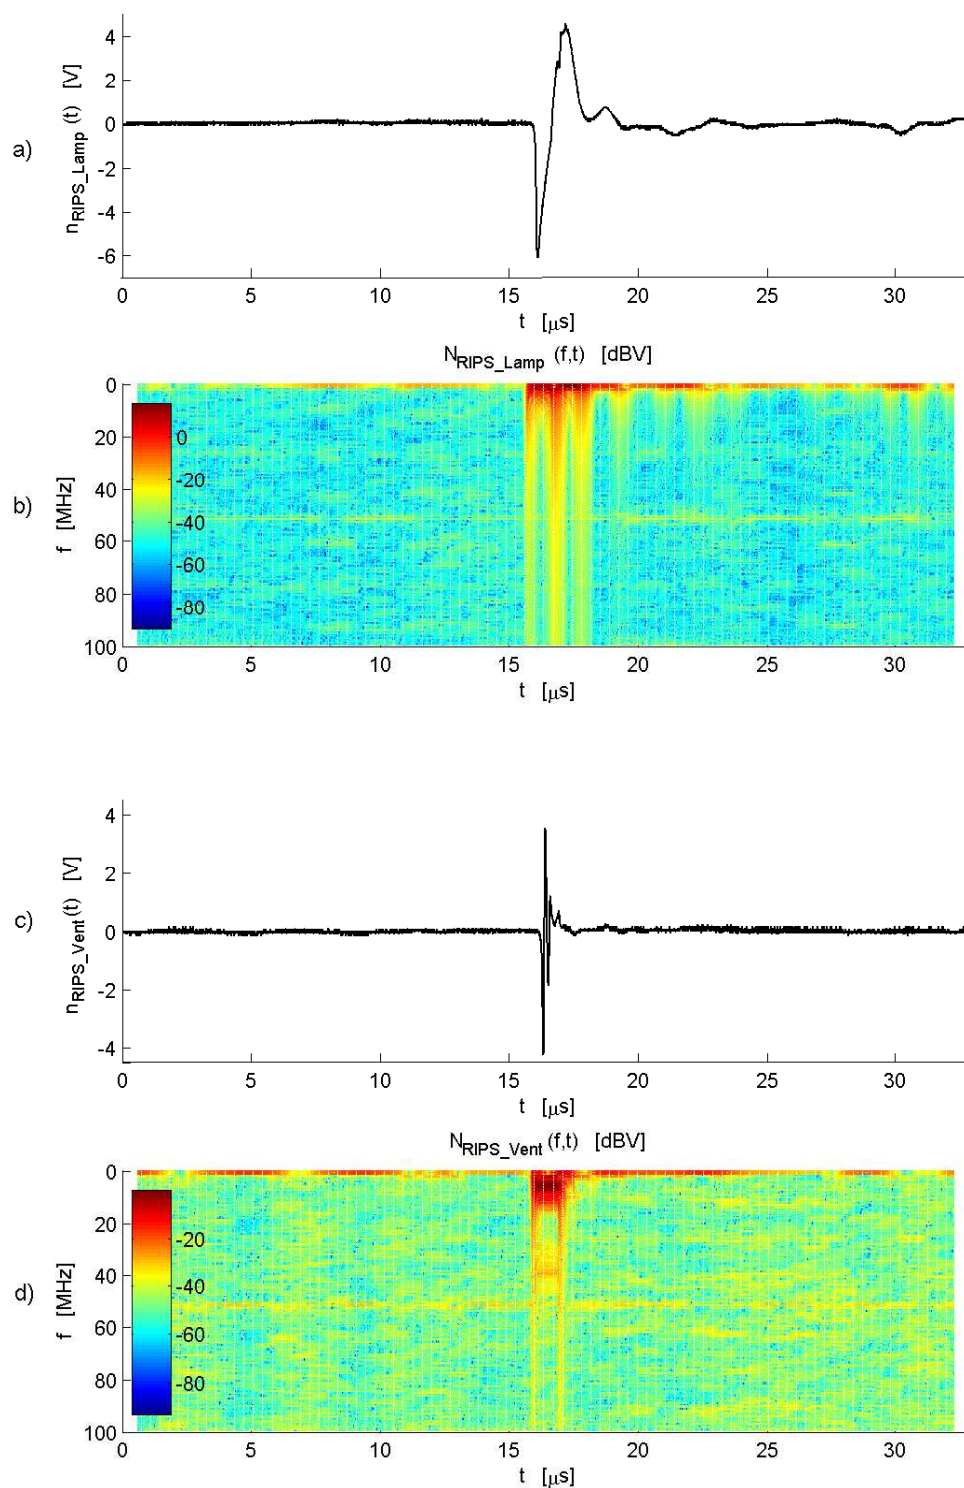 a)
n_RIPS_Lamp(t) [V]
4
2
0
-2
-4
-6
0 5 10 15 20 25 30
t [μs]
N_RIPS_Lamp (f,t) [dBV]
b)
f [MHz]
0
20
40
60
80
100
0
-20
-40
-60
-80
0 5 10 15 20 25 30
t [μs]
c)
n_RIPS_Vent(t) [V]
4
2
0
-2
-4
0 5 10 15 20 25 30
t [μs]
N_RIPS_Vent (f,t) [dBV]
d)
f [MHz]
0
20
40
60
80
100
-20
-40
-60
-80
0 5 10 15 20 25 30
t [μs]